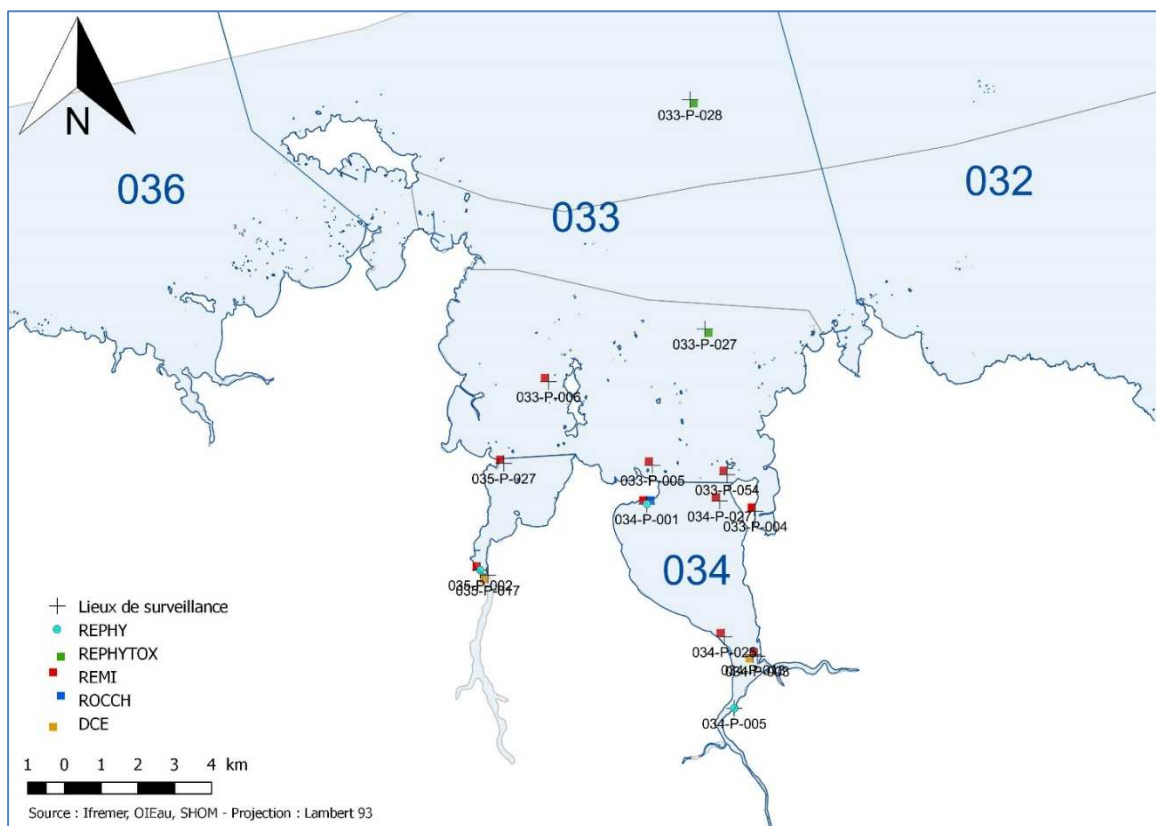 N
033-P-028
036
032
033
033-P-027
033-P-006
035-P-027
033-P-005
033-P-054
034-P-001
034-P-027
033-P-004
034
035-P-002
035-P-017
034-P-025
034-P-005
Lieux de surveillance
REPHY
REPHYTOX
REMI
ROCCH
DCE
1 0 1 2 3 4 km
Source : Ifremer, OIEau, SHOM - Projection : Lambert 93